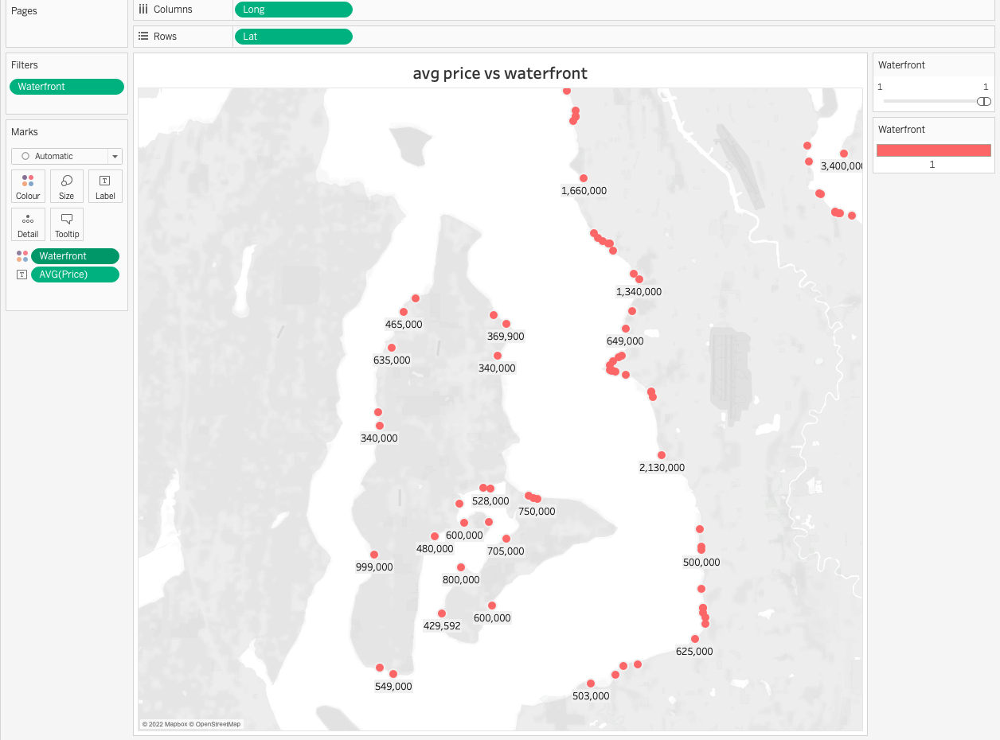 Pages
Columns
Long
Rows
Lat
Filters
Waterfront
Marks
Automatic
Colour
Size
Label
Detail
Tooltip
Waterfront
AVG(Price)
avg price vs waterfront
3,400,000
1,660,000
1,340,000
465,000
369,900
649,000
635,000
340,000
340,000
2,130,000
528,000
750,000
600,000
480,000
705,000
999,000
500,000
800,000
429,592
600,000
625,000
549,000
503,000
© 2022 Mapbox © OpenStreetMap
Waterfront
1 1
Waterfront
1